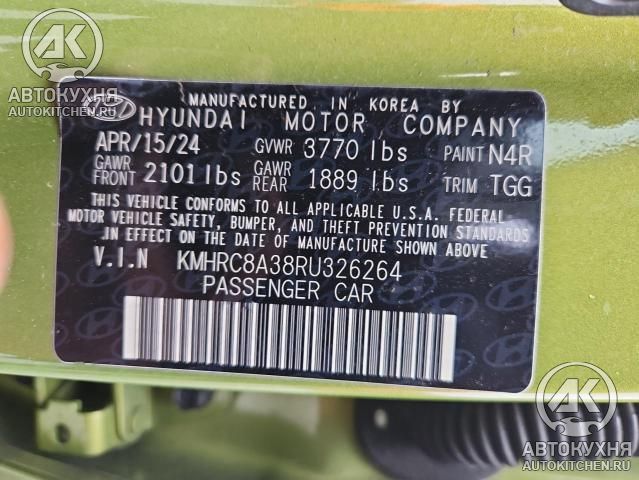 АК
АВТОКУХНЯ
AUTOKITCHEN.RU
MANUFACTURED IN KOREA BY
HYUNDAI MOTOR COMPANY
APR/15/24 GVWR 3770 lbs PAINT N4R
GAWR FRONT 2101 lbs GAWR REAR 1889 lbs TRIM TGG
THIS VEHICLE CONFORMS TO ALL APPLICABLE U.S.A. FEDERAL
MOTOR VEHICLE SAFETY, BUMPER, AND THEFT PREVENTION STANDARDS
IN EFFECT ON THE DATE OF MANUFACTURE SHOWN ABOVE
V.I.N KMHRC8A38RU326264
PASSENGER CAR
АК
АВТОКУХНЯ
AUTOKITCHEN.RU